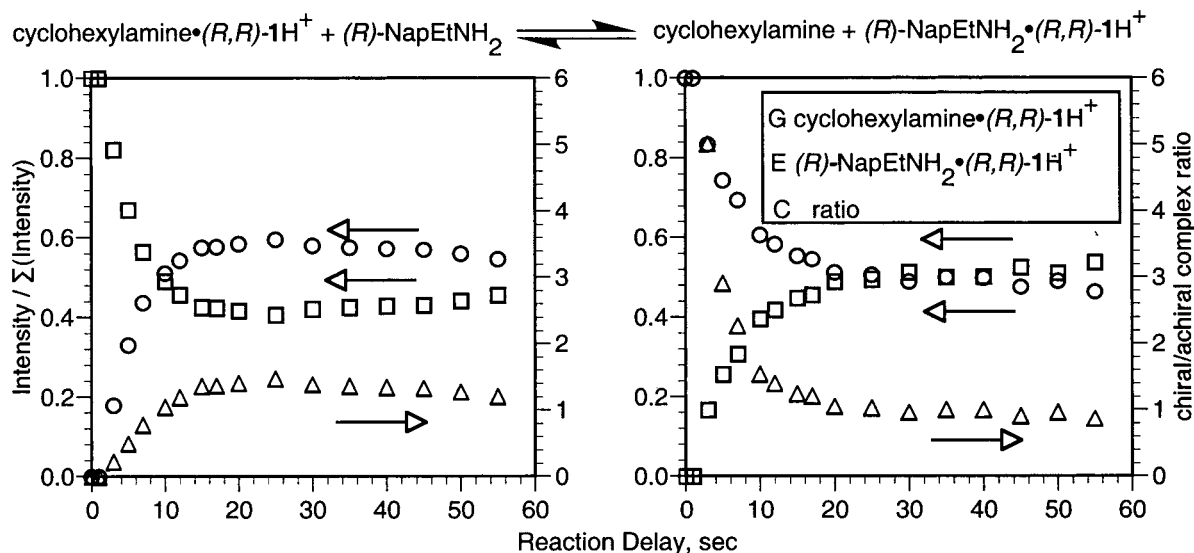 cyclohexylamine•(R,R)-1H+ + (R)-NapEtNH2 ⇌ cyclohexylamine + (R)-NapEtNH2•(R,R)-1H+
Intensity / Σ(Intensity)
1.0
0.8
0.6
0.4
0.2
0.0
6
5
4
3
2
1
0
0 10 20 30 40 50 60
1.0
0.8
0.6
0.4
0.2
0.0
G cyclohexylamine•(R,R)-1H+
E (R)-NapEtNH2•(R,R)-1H+
C ratio
6
5
4
3
2
1
0
chiral/achiral complex ratio
0 10 20 30 40 50 60
Reaction Delay, sec